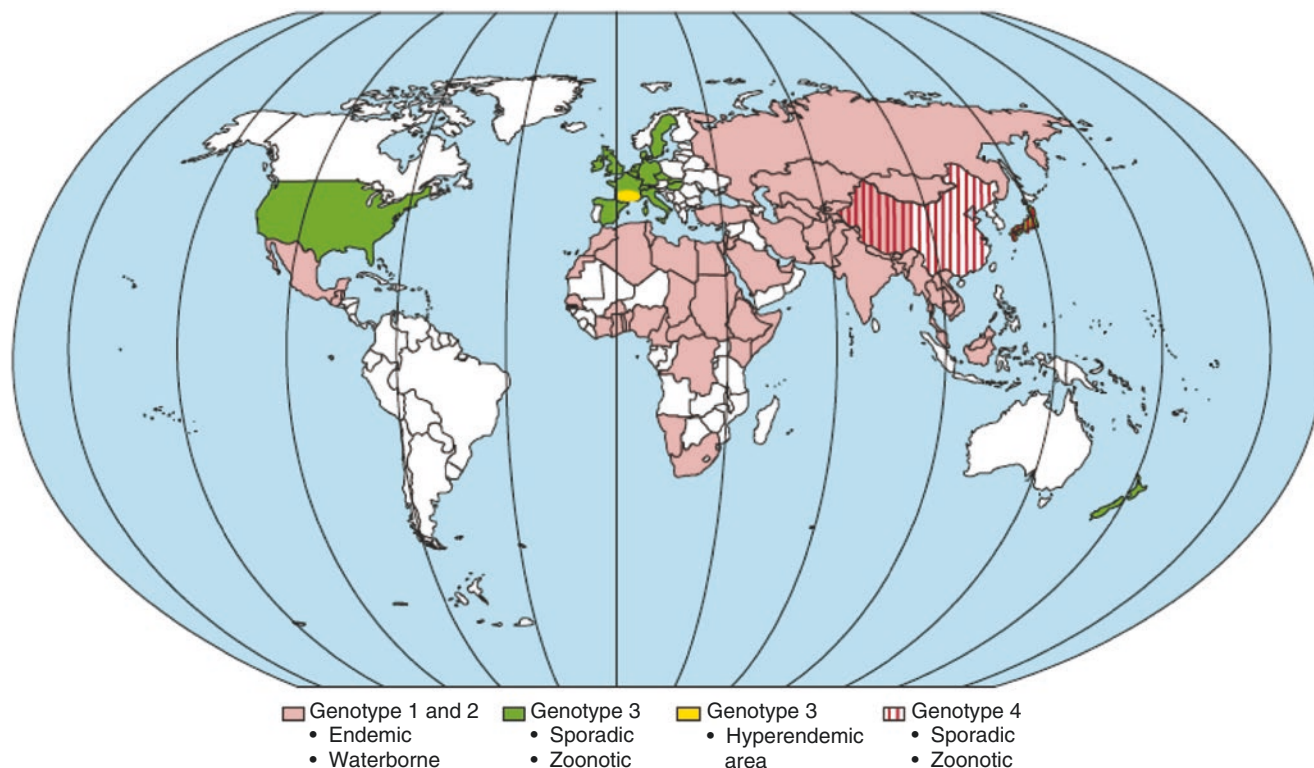 Genotype 1 and 2
• Endemic
• Waterborne
Genotype 3
• Sporadic
• Zoonotic
Genotype 3
• Hyperendemic
area
Genotype 4
• Sporadic
• Zoonotic